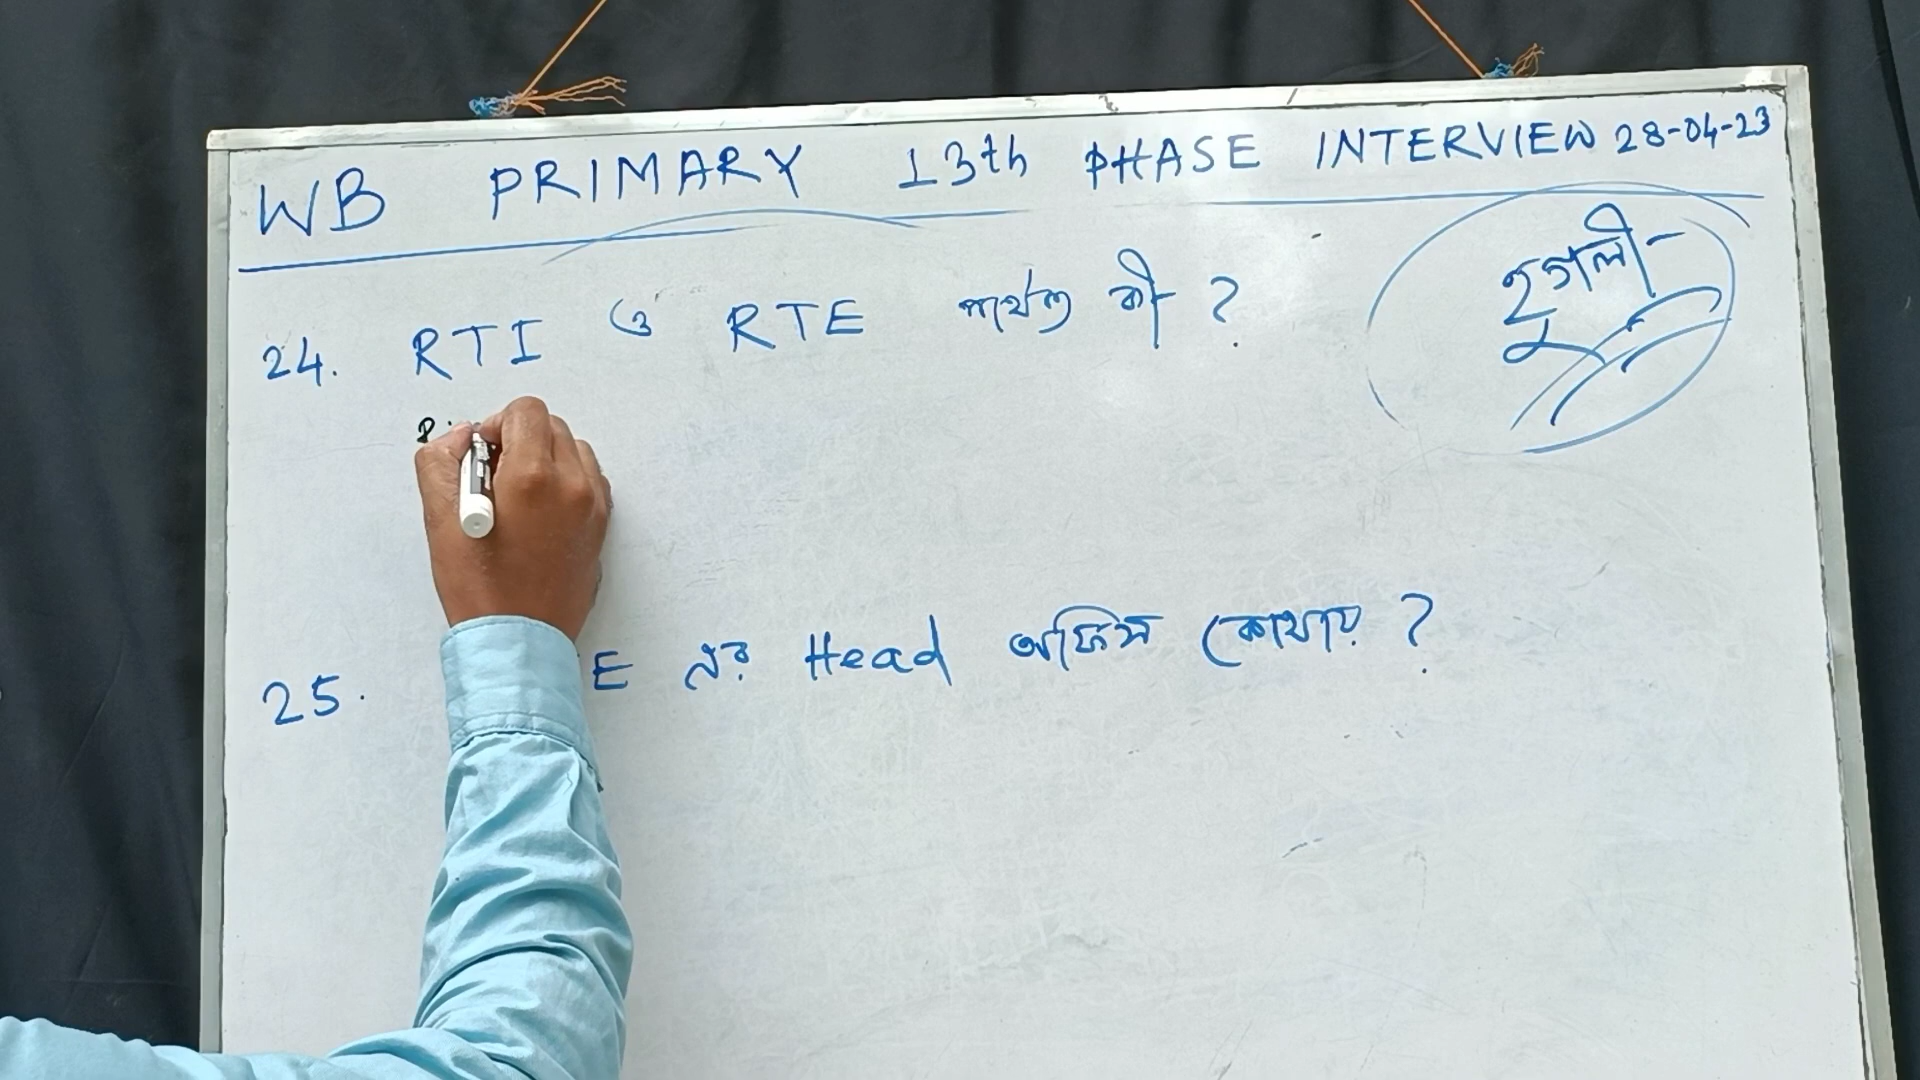 WB PRIMARY 13th PHASE INTERVIEW 28-04-23
হুগলী-
24. RTI ও RTE পার্থক্য কী ?
25. E এর Head অফিস কোথায় ?